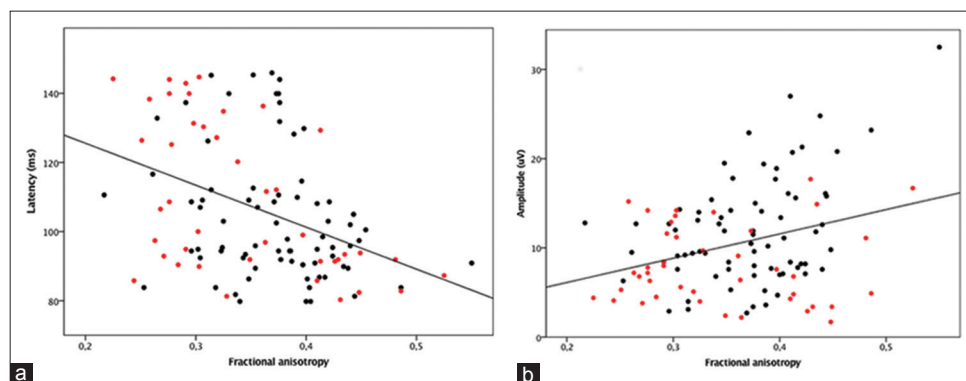 140
120
100
80
Latency (ms)
0,2
0,3
0,4
0,5
Fractional anisotropy
a
30
20
10
0
Amplitude (uV)
0,2
0,3
0,4
0,5
Fractional anisotropy
b